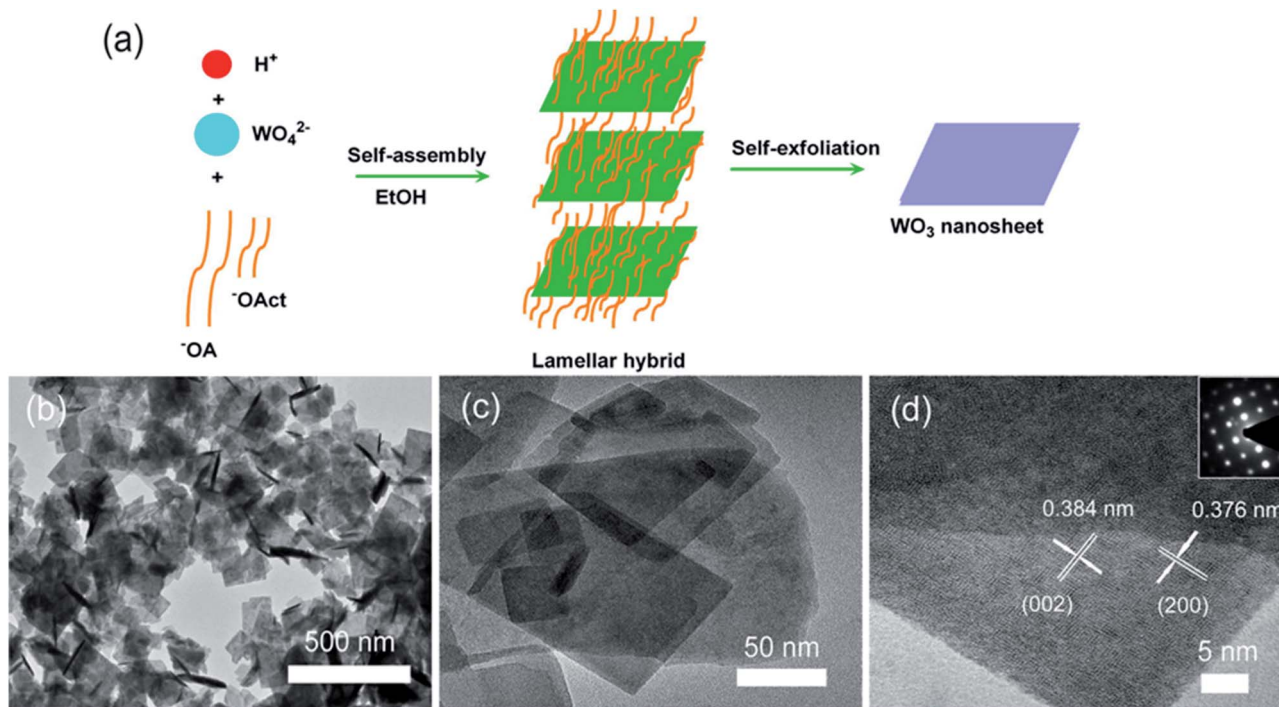 (a)
H⁺
+
WO₄²⁻
+
⁻OAct
⁻OA
Self-assembly
EtOH
Lamellar hybrid
Self-exfoliation
WO₃ nanosheet
(b)
500 nm
(c)
50 nm
(d)
0.384 nm
0.376 nm
(002)
(200)
5 nm